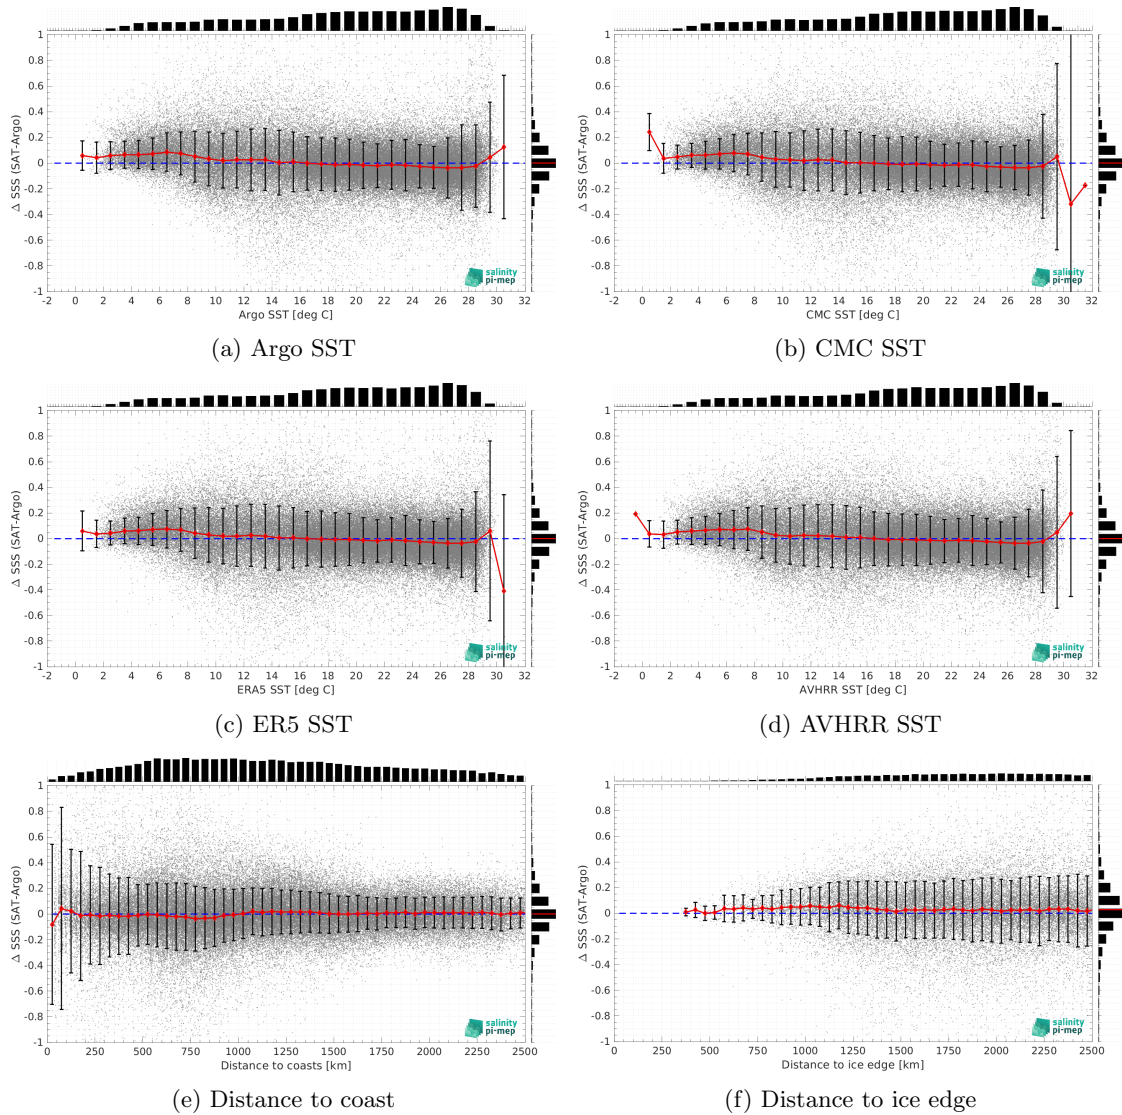 1
0.8
0.6
0.4
0.2
0
-0.2
-0.4
-0.6
-0.8
-1
Δ SSS (SAT-Argo)
-2 0 2 4 6 8 10 12 14 16 18 20 22 24 26 28 30 32
Argo SST [deg C]
salinity
pi-mep
(a) Argo SST
1
0.8
0.6
0.4
0.2
0
-0.2
-0.4
-0.6
-0.8
-1
Δ SSS (SAT-Argo)
-2 0 2 4 6 8 10 12 14 16 18 20 22 24 26 28 30 32
CMC SST [deg C]
salinity
pi-mep
(b) CMC SST
1
0.8
0.6
0.4
0.2
0
-0.2
-0.4
-0.6
-0.8
-1
Δ SSS (SAT-Argo)
-2 0 2 4 6 8 10 12 14 16 18 20 22 24 26 28 30 32
ERA5 SST [deg C]
salinity
pi-mep
(c) ER5 SST
1
0.8
0.6
0.4
0.2
0
-0.2
-0.4
-0.6
-0.8
-1
Δ SSS (SAT-Argo)
-2 0 2 4 6 8 10 12 14 16 18 20 22 24 26 28 30 32
AVHRR SST [deg C]
salinity
pi-mep
(d) AVHRR SST
1
0.8
0.6
0.4
0.2
0
-0.2
-0.4
-0.6
-0.8
-1
Δ SSS (SAT-Argo)
0 250 500 750 1000 1250 1500 1750 2000 2250 2500
Distance to coasts [km]
salinity
pi-mep
(e) Distance to coast
1
0.8
0.6
0.4
0.2
0
-0.2
-0.4
-0.6
-0.8
-1
Δ SSS (SAT-Argo)
0 250 500 750 1000 1250 1500 1750 2000 2250 2500
Distance to ice edge [km]
salinity
pi-mep
(f) Distance to ice edge